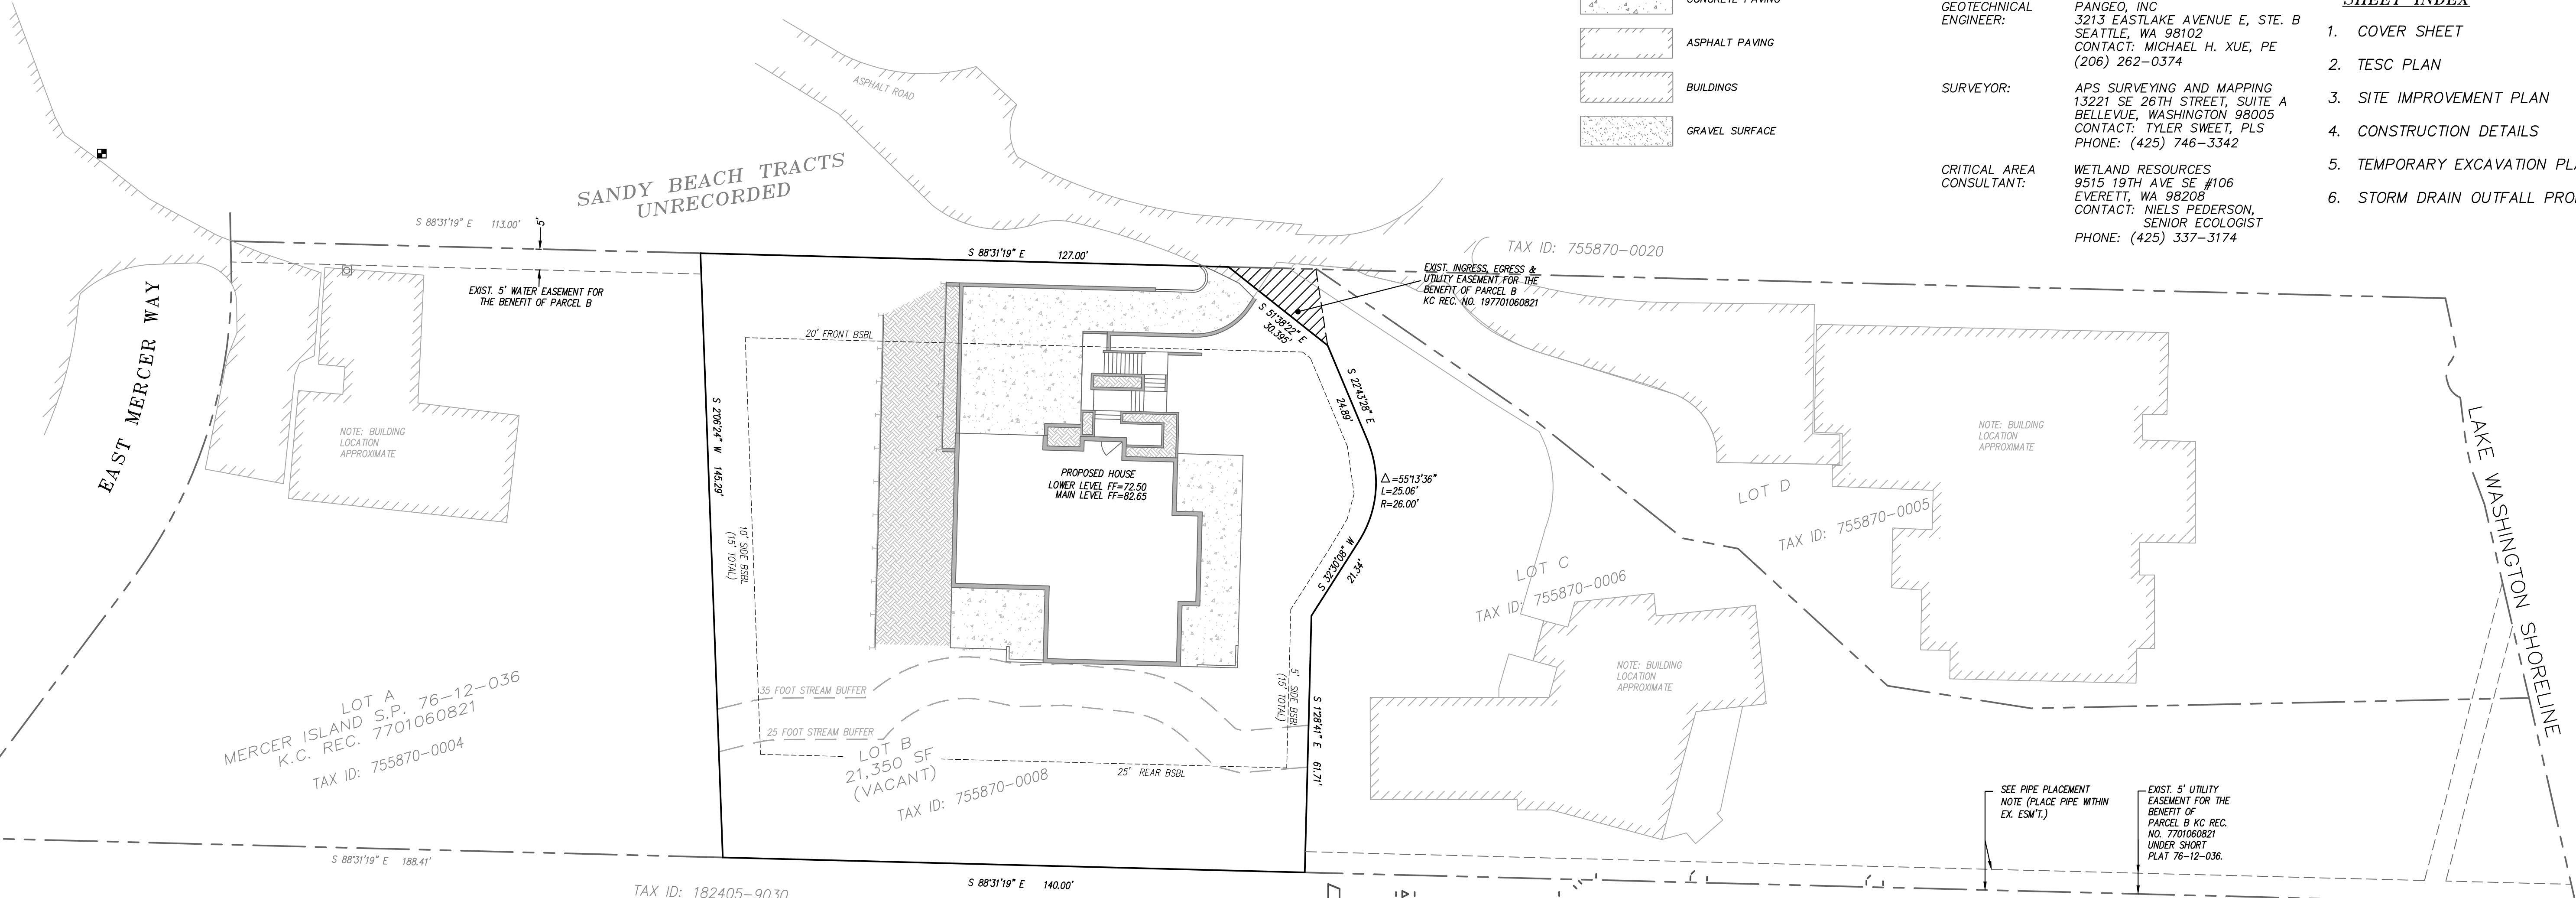 CONCRETE PAVING
ASPHALT PAVING
BUILDINGS
GRAVEL SURFACE
GEOTECHNICAL
ENGINEER:
PANGEO, INC
3213 EASTLAKE AVENUE E, STE. B
SEATTLE, WA 98102
CONTACT: MICHAEL H. XUE, PE
(206) 262-0374
SURVEYOR:
APS SURVEYING AND MAPPING
13221 SE 26TH STREET, SUITE A
BELLEVUE, WASHINGTON 98005
CONTACT: TYLER SWEET, PLS
PHONE: (425) 746-3342
CRITICAL AREA
CONSULTANT:
WETLAND RESOURCES
9515 19TH AVE SE #106
EVERETT, WA 98208
CONTACT: NIELS PEDERSON,
SENIOR ECOLOGIST
PHONE: (425) 337-3174
SHEET INDEX
1. COVER SHEET
2. TESC PLAN
3. SITE IMPROVEMENT PLAN
4. CONSTRUCTION DETAILS
5. TEMPORARY EXCAVATION PLA
6. STORM DRAIN OUTFALL PRO
ASPHALT ROAD
SANDY BEACH TRACTS
UNRECORDED
S 88°31'19" E 113.00'
5'
EXIST. 5' WATER EASEMENT FOR
THE BENEFIT OF PARCEL B
EAST MERCER WAY
NOTE: BUILDING
LOCATION
APPROXIMATE
S 88°31'19" E 127.00'
EXIST. INGRESS, EGRESS &
UTILITY EASEMENT FOR THE
BENEFIT OF PARCEL B
KC REC. NO. 197701060821
TAX ID: 755870-0020
S 51°38'22" E
30.395'
20' FRONT BSBL
S 22°43'28" E
24.89'
S 2°06'24" W 145.29'
PROPOSED HOUSE
LOWER LEVEL FF=72.50
MAIN LEVEL FF=82.65
△=55°13'36"
L=25.06'
R=26.00'
10' SIDE BSBL
(15' TOTAL)
S 32°30'08" W
21.34'
NOTE: BUILDING
LOCATION
APPROXIMATE
LOT D
TAX ID: 755870-0005
LOT C
TAX ID: 755870-0006
NOTE: BUILDING
LOCATION
APPROXIMATE
LAKE WASHINGTON SHORELINE
35 FOOT STREAM BUFFER
25 FOOT STREAM BUFFER
5' SIDE BSBL
(15' TOTAL)
S 1°28'41" E 61.71'
LOT A
MERCER ISLAND S.P. 76-12-036
K.C. REC. 7701060821
TAX ID: 755870-0004
LOT B
21,350 SF
(VACANT)
TAX ID: 755870-0008
25' REAR BSBL
SEE PIPE PLACEMENT
NOTE (PLACE PIPE WITHIN
EX. ESM'T.)
EXIST. 5' UTILITY
EASEMENT FOR THE
BENEFIT OF
PARCEL B KC REC.
NO. 7701060821
UNDER SHORT
PLAT 76-12-036.
S 88°31'19" E 188.41'
S 88°31'19" E 140.00'
TAX ID: 182405-9030